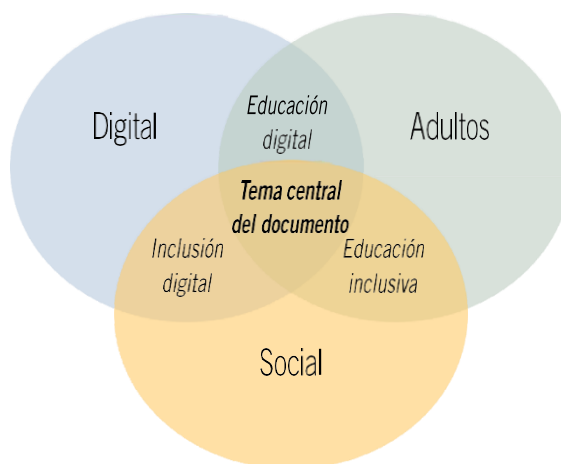 Educación
digital
Digital
Adultos
Tema central
del documento
Inclusión
digital
Educación
inclusiva
Social